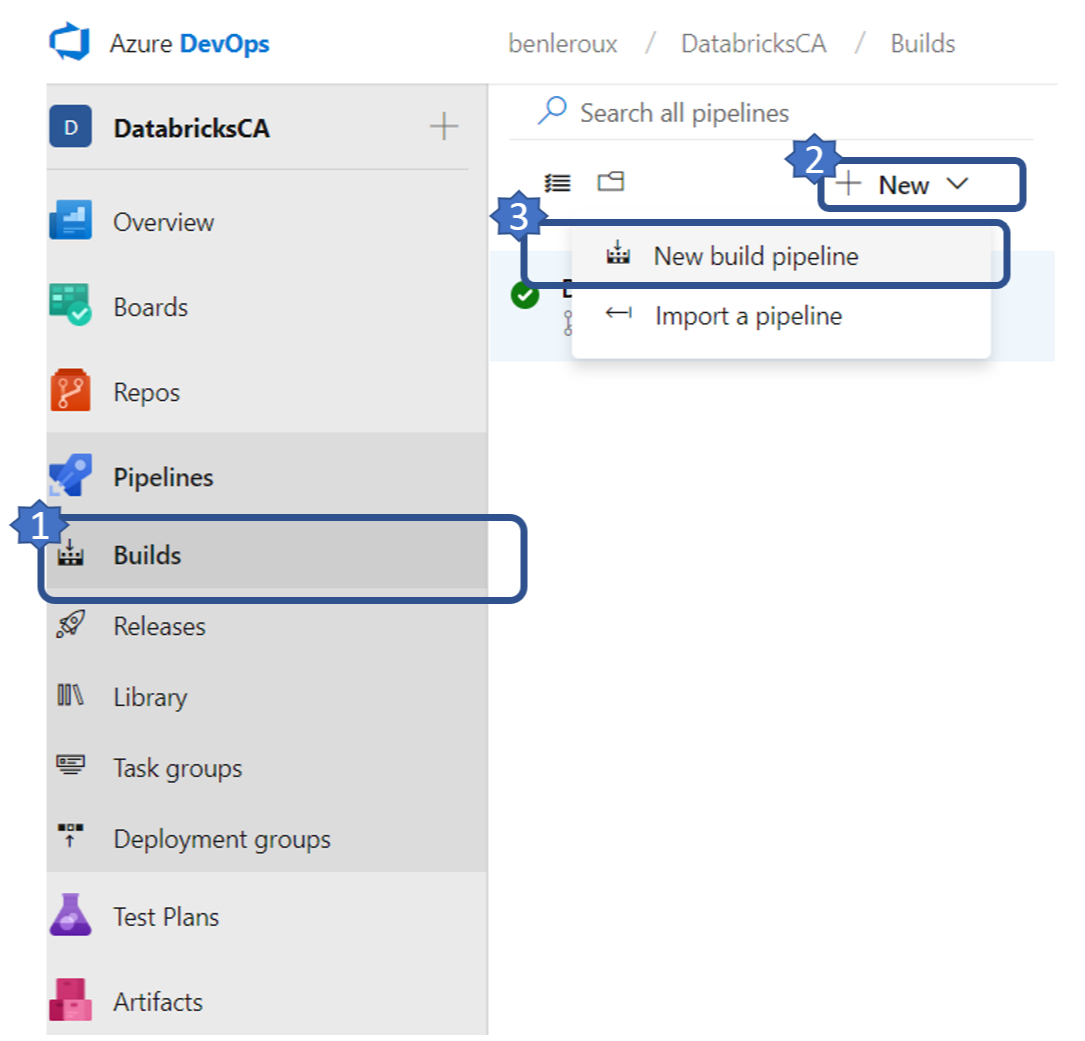 Azure DevOps
benleroux / DatabricksCA / Builds
D DatabricksCA
Search all pipelines
2
New
3
New build pipeline
Import a pipeline
Overview
Boards
Repos
Pipelines
1
Builds
Releases
Library
Task groups
Deployment groups
Test Plans
Artifacts